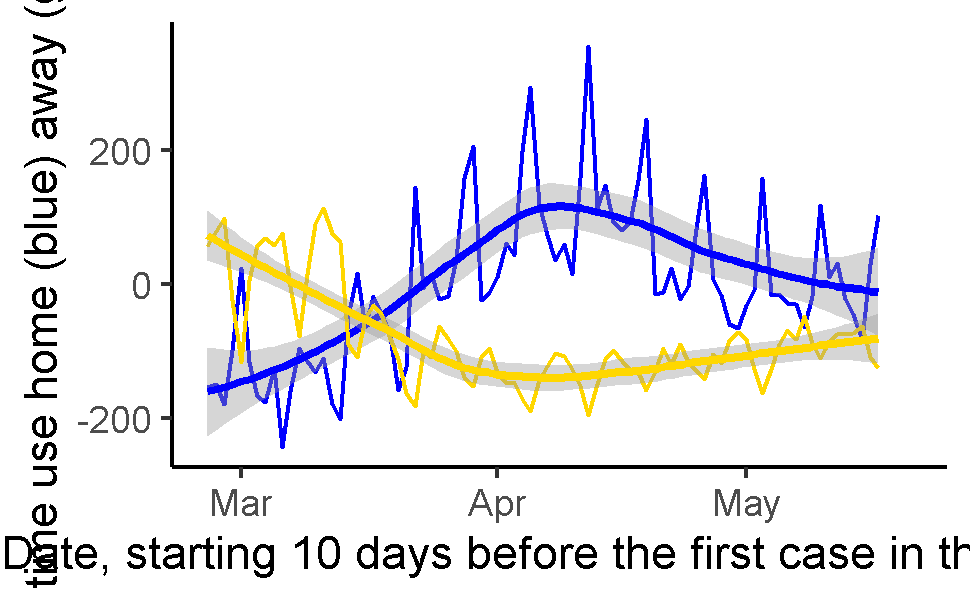 time use home (blue) away (
200
0
-200
Mar Apr May
Date, starting 10 days before the first case in th